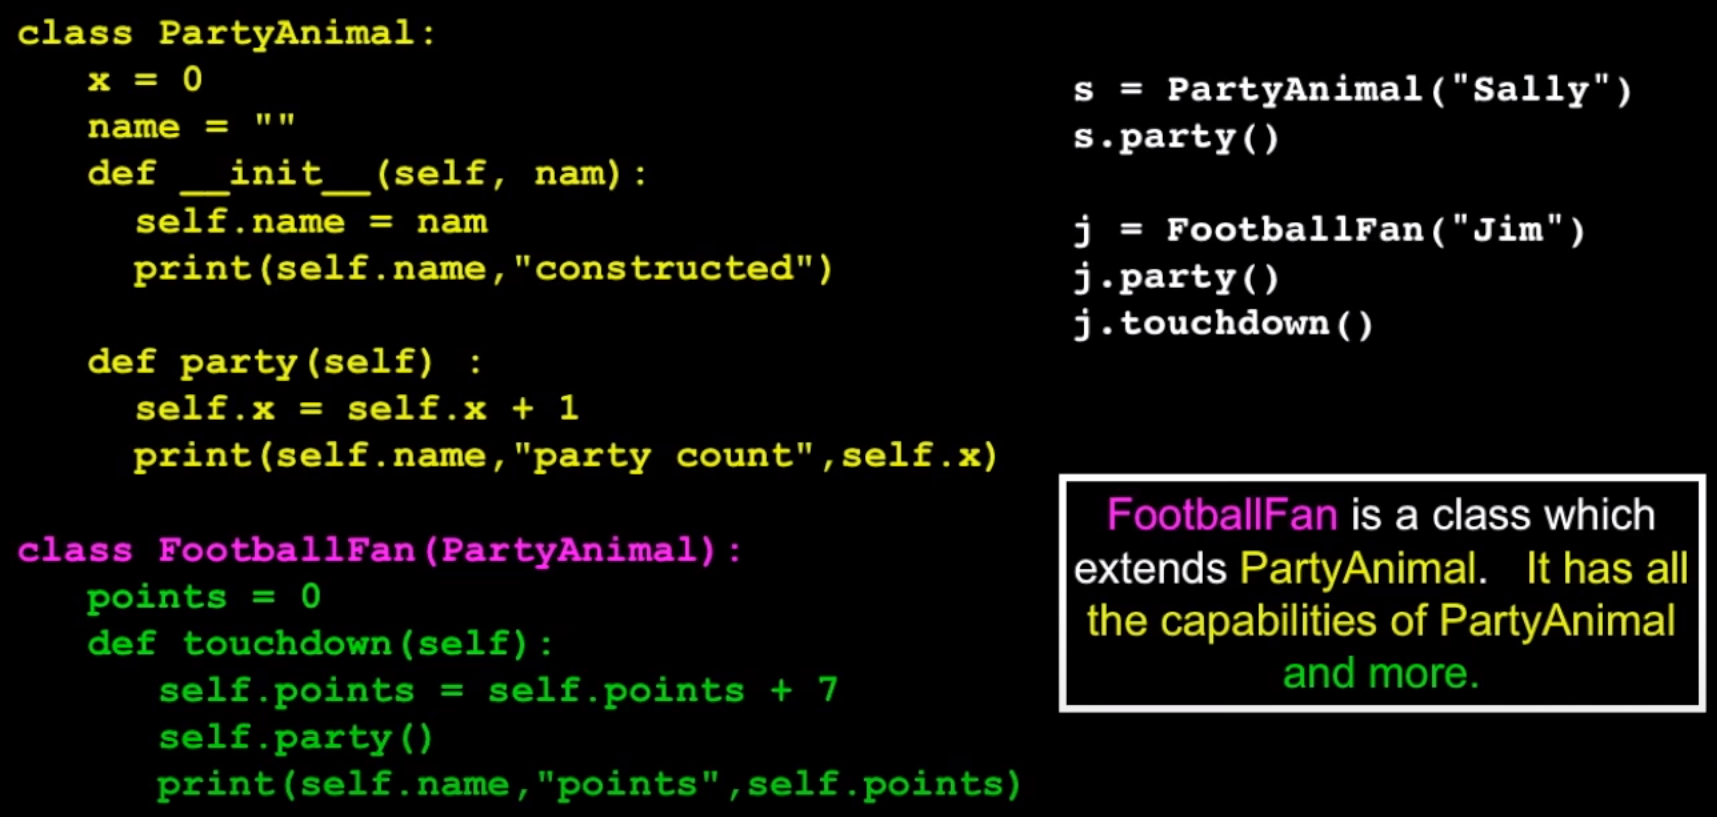 class PartyAnimal:
   x = 0
   name = ""
   def __init__(self, nam):
     self.name = nam
     print(self.name,"constructed")

   def party(self) :
     self.x = self.x + 1
     print(self.name,"party count",self.x)

class FootballFan(PartyAnimal):
   points = 0
   def touchdown(self):
      self.points = self.points + 7
      self.party()
      print(self.name,"points",self.points)

s = PartyAnimal("Sally")
s.party()

j = FootballFan("Jim")
j.party()
j.touchdown()

FootballFan is a class which
extends PartyAnimal. It has all
the capabilities of PartyAnimal
and more.